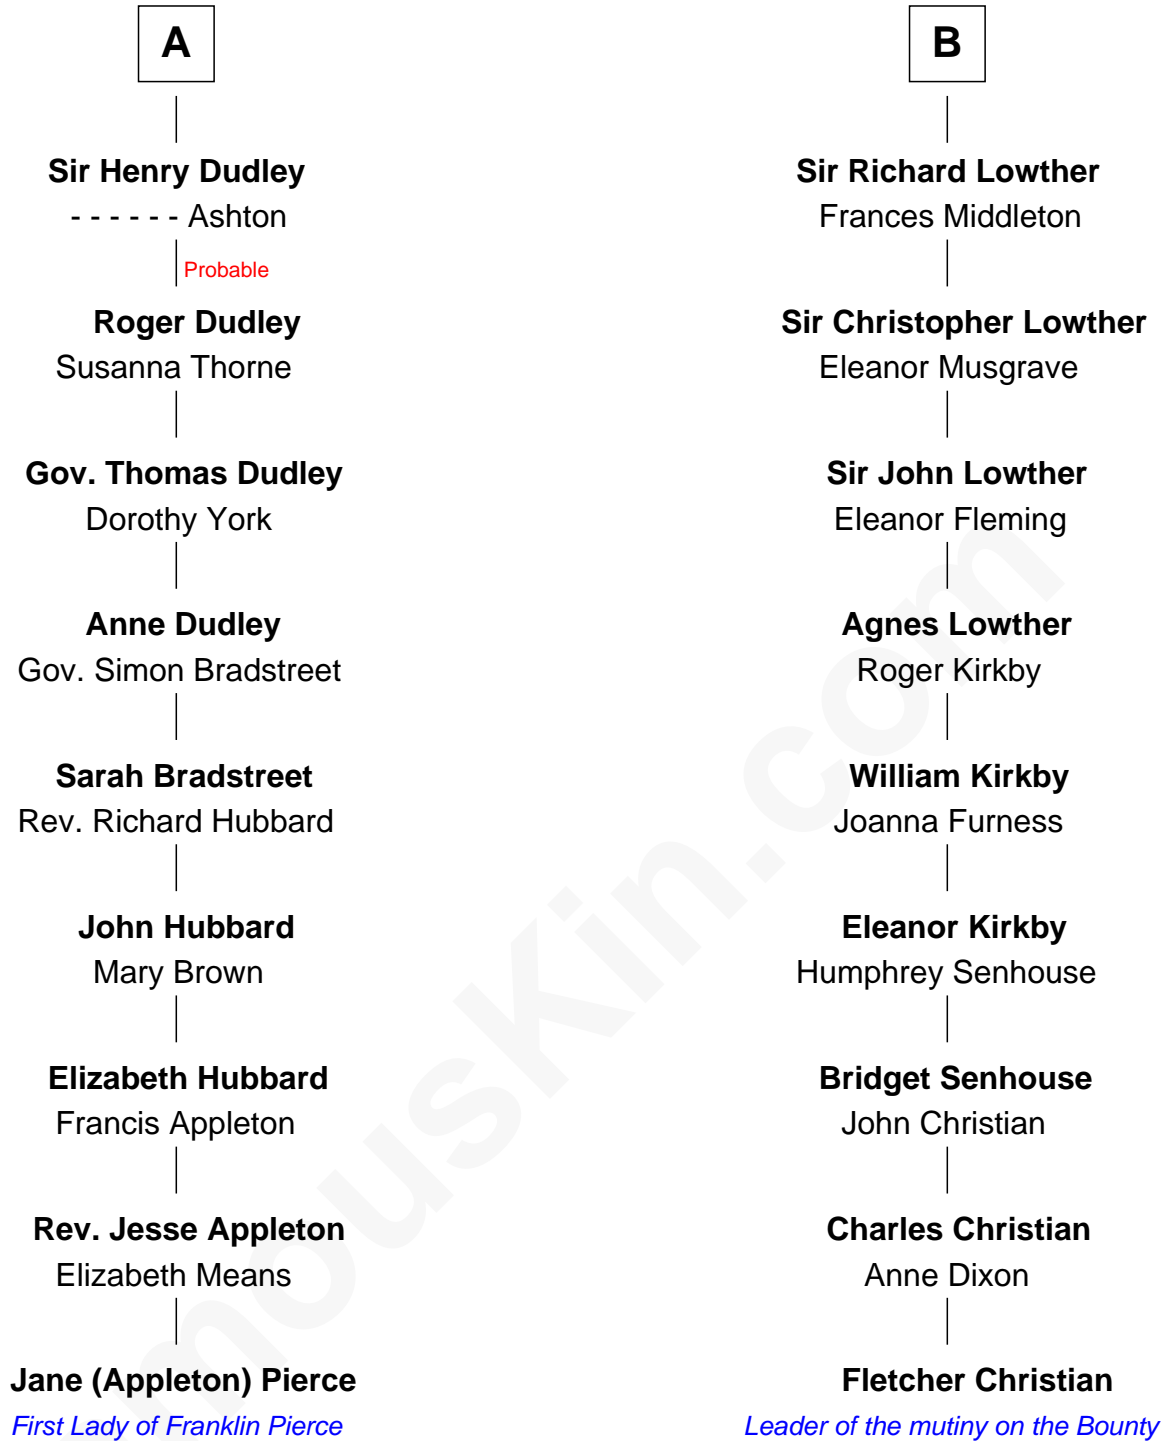 A
Sir Henry Dudley
- - - - - - Ashton
Probable
Roger Dudley
Susanna Thorne
Gov. Thomas Dudley
Dorothy York
Anne Dudley
Gov. Simon Bradstreet
Sarah Bradstreet
Rev. Richard Hubbard
John Hubbard
Mary Brown
Elizabeth Hubbard
Francis Appleton
Rev. Jesse Appleton
Elizabeth Means
Jane (Appleton) Pierce
First Lady of Franklin Pierce
B
Sir Richard Lowther
Frances Middleton
Sir Christopher Lowther
Eleanor Musgrave
Sir John Lowther
Eleanor Fleming
Agnes Lowther
Roger Kirkby
William Kirkby
Joanna Furness
Eleanor Kirkby
Humphrey Senhouse
Bridget Senhouse
John Christian
Charles Christian
Anne Dixon
Fletcher Christian
Leader of the mutiny on the Bounty
mousKin.com